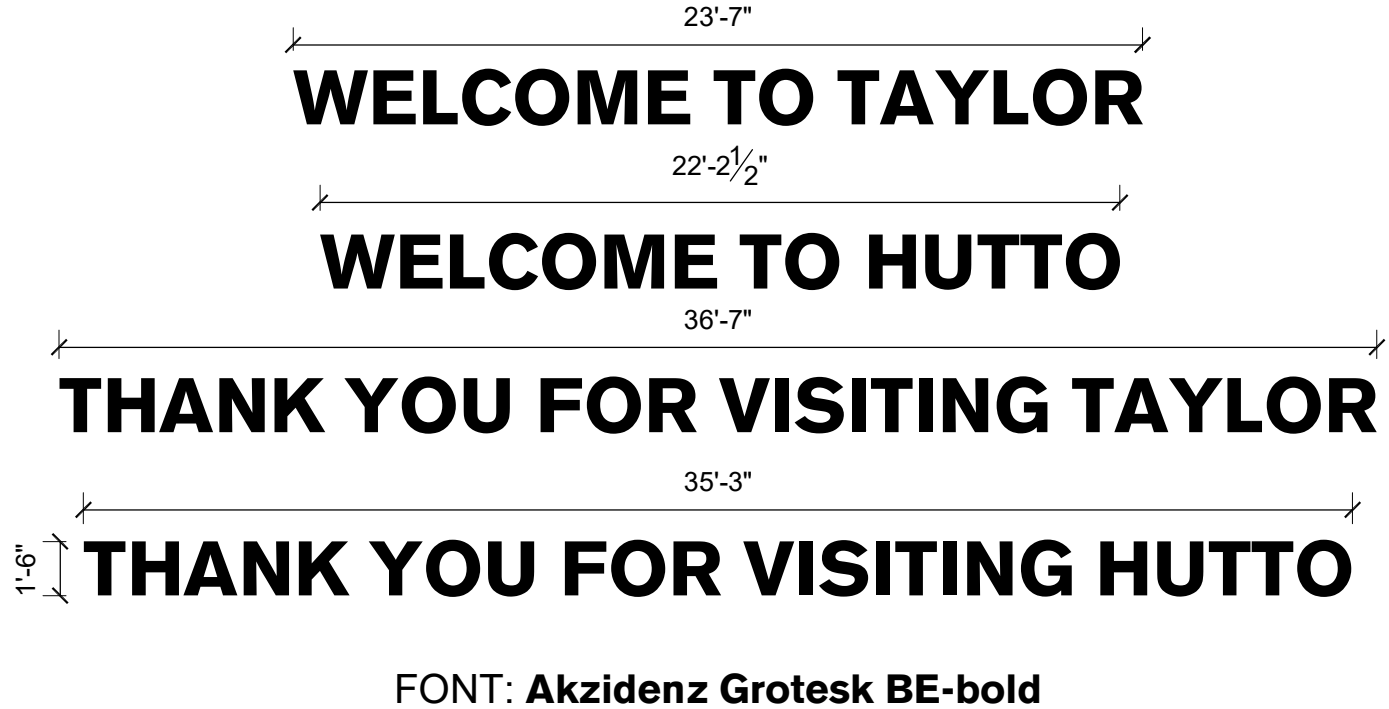 23'-7"
WELCOME TO TAYLOR
22'-2½"
WELCOME TO HUTTO
36'-7"
THANK YOU FOR VISITING TAYLOR
35'-3"
1'-6"
THANK YOU FOR VISITING HUTTO
FONT: Akzidenz Grotesk BE-bold